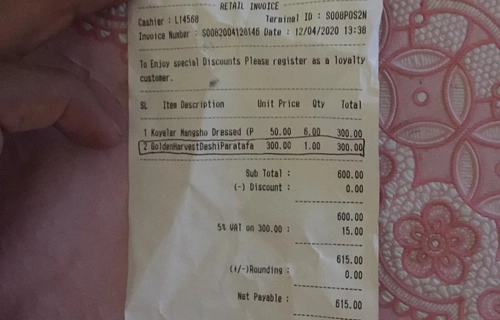 RETAIL INVOICE
Cashier : L14568 Terminal ID : S008POS2N
Invoice Number : S0082004126146 Date : 12/04/2020 13:38
To Enjoy special Discounts Please register as a loyalty
customer.
SL Item Description Unit Price Qty Total
1 Koyeler Mangsho Dressed (P 50.00 6.00 300.00
2 GoldenHarvestDeshiParatafa 300.00 1.00 300.00
Sub Total : 600.00
(-) Discount : 0.00
600.00
5% VAT on 300.00 : 15.00
615.00
(+/-)Rounding : 0.00
Net Payable : 615.00